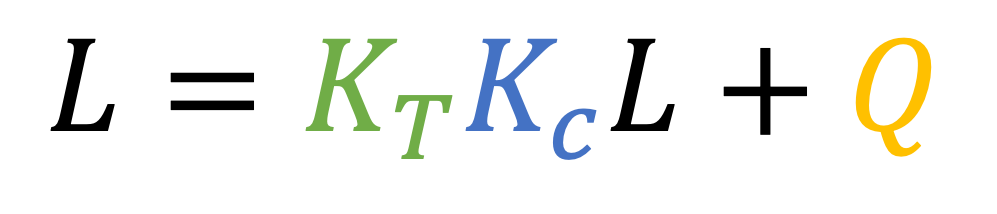 L = K_T K_c L + Q